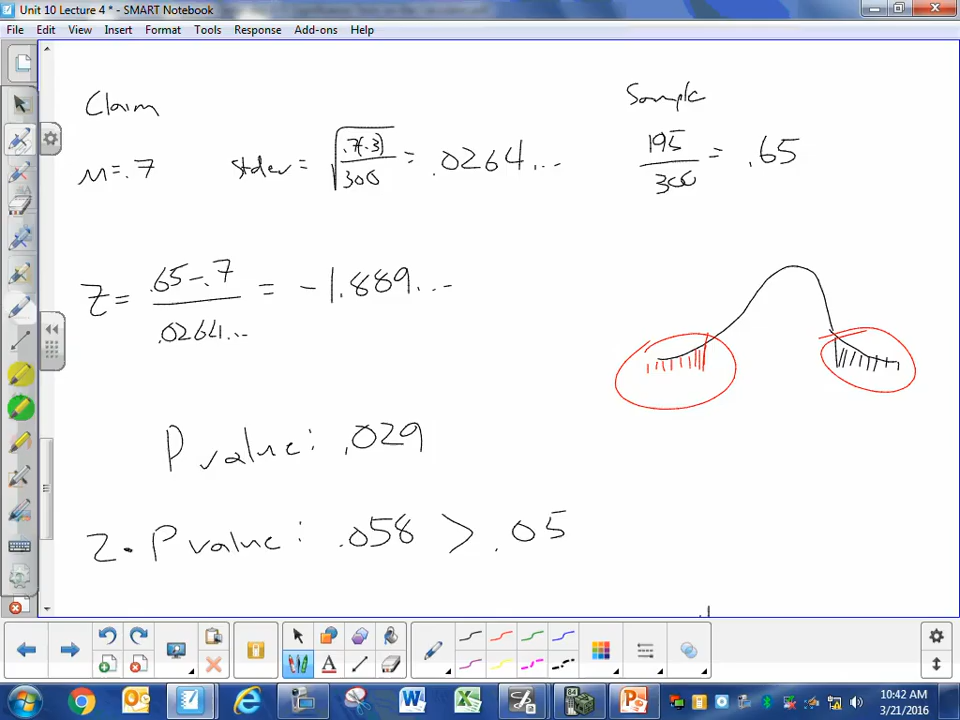 Unit 10 Lecture 4 * - SMART Notebook
File Edit View Insert Format Tools Response Add-ons Help
Claim
Sample
μ=.7
stdev = √.7(.3)/300 = .0264...
195/300 = .65
Z = .65-.7/.0264... = -1.889...
P value: .029
2 • P value: .058 > .05
10:42 AM
3/21/2016